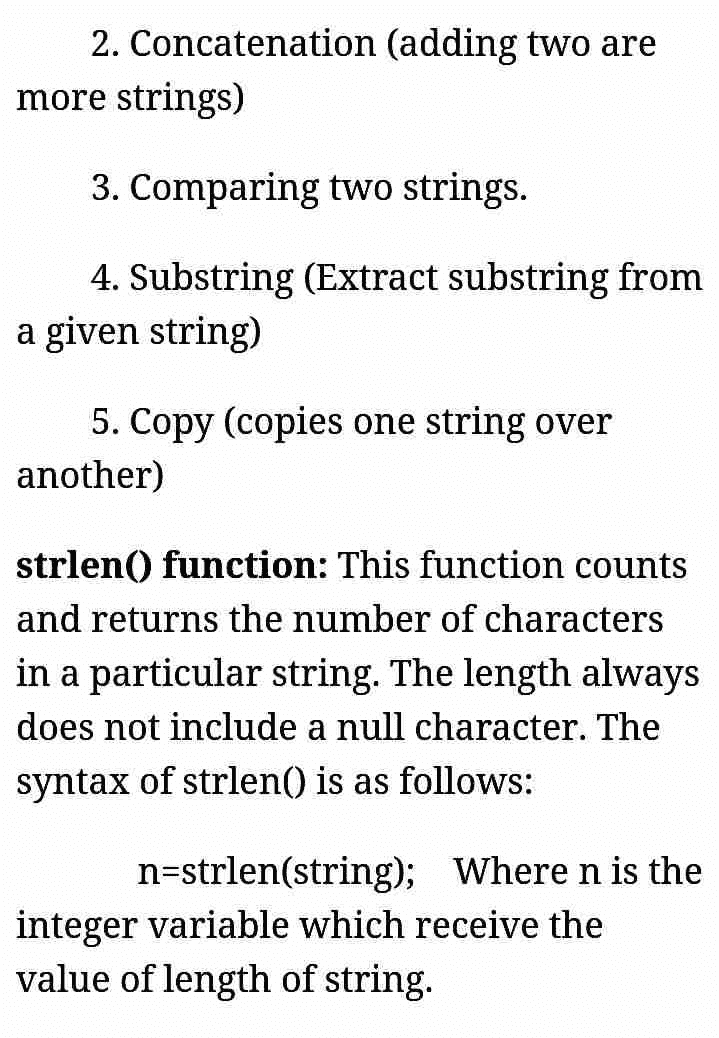 2. Concatenation (adding two are
more strings)
3. Comparing two strings.
4. Substring (Extract substring from
a given string)
5. Copy (copies one string over
another)
strlen() function: This function counts
and returns the number of characters
in a particular string. The length always
does not include a null character. The
syntax of strlen() is as follows:
n=strlen(string); Where n is the
integer variable which receive the
value of length of string.